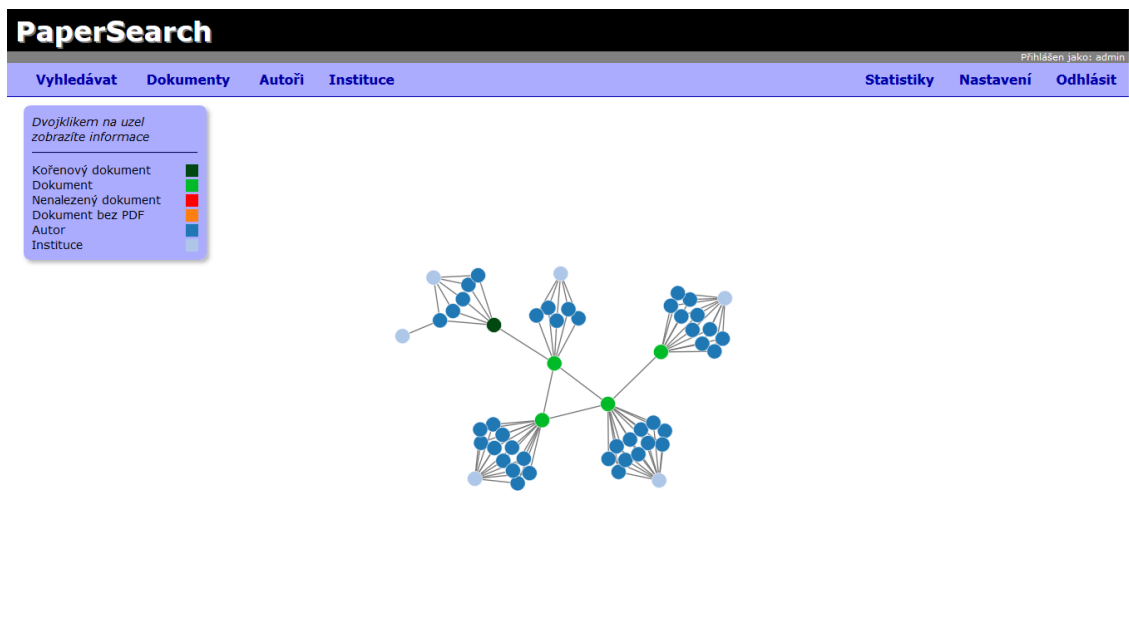 PaperSearch
Přihlášen jako: admin
Vyhledávat Dokumenty Autoři Instituce Statistiky Nastavení Odhlásit
Dvojklikem na uzel
zobrazíte informace
Kořenový dokument
Dokument
Nenalezený dokument
Dokument bez PDF
Autor
Instituce